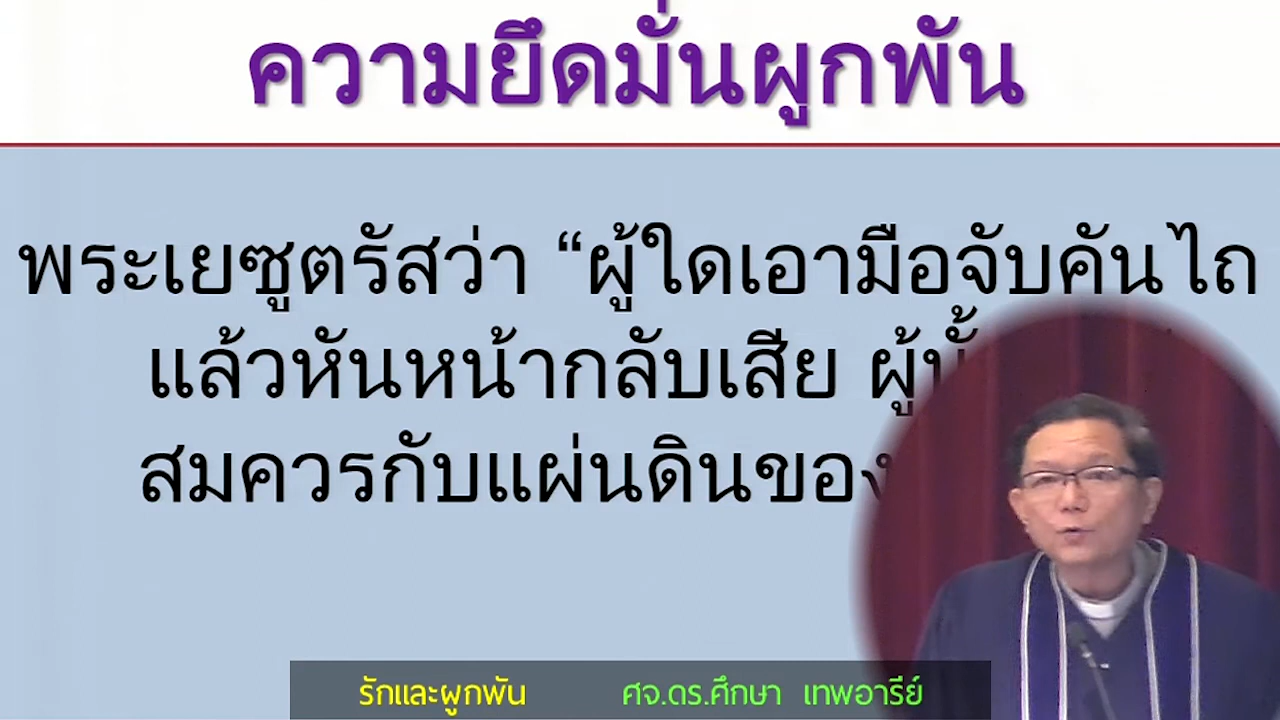 ความยึดมั่นผูกพัน
พระเยซูตรัสว่า “ผู้ใดเอามือจับคันไถ
แล้วหันหน้ากลับเสีย
สมควรกับแผ่นดินของ
รักและผูกพัน ศจ.ดร.ศึกษา เทพอารีย์